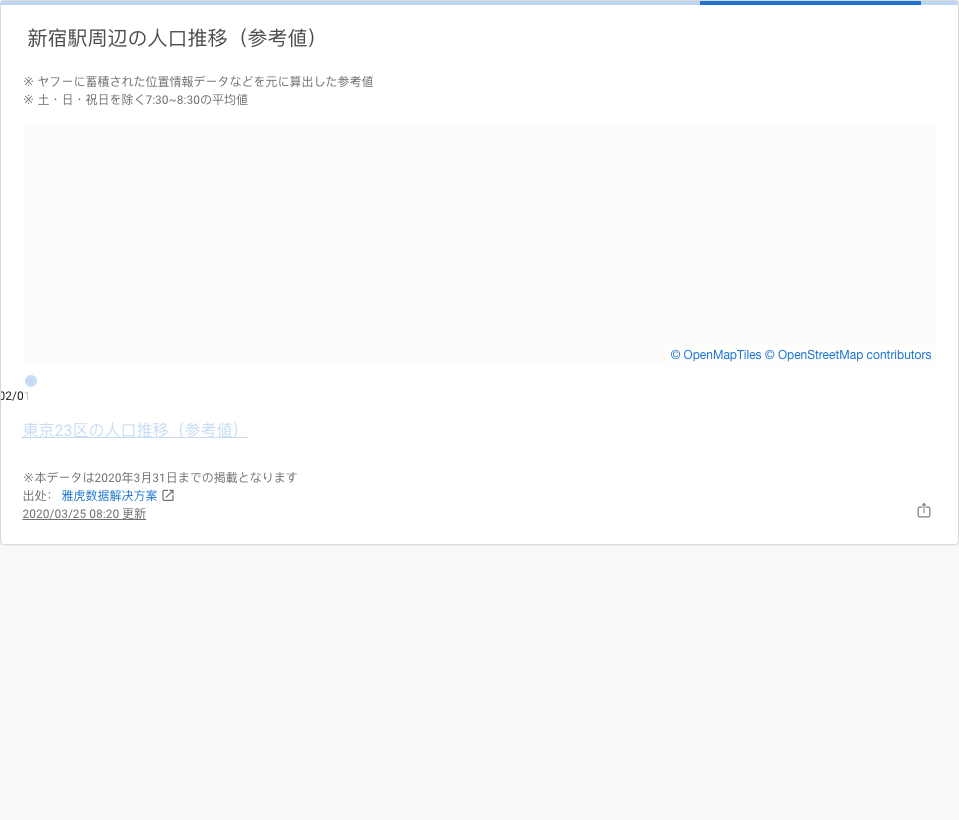 新宿駅周辺の人口推移（参考値）
※ ヤフーに蓄積された位置情報データなどを元に算出した参考値
※ 土・日・祝日を除く7:30~8:30の平均値
© OpenMapTiles © OpenStreetMap contributors
02/01
東京23区の人口推移（参考値）
※本データは2020年3月31日までの掲載となります
出处： 雅虎数据解决方案
2020/03/25 08:20 更新